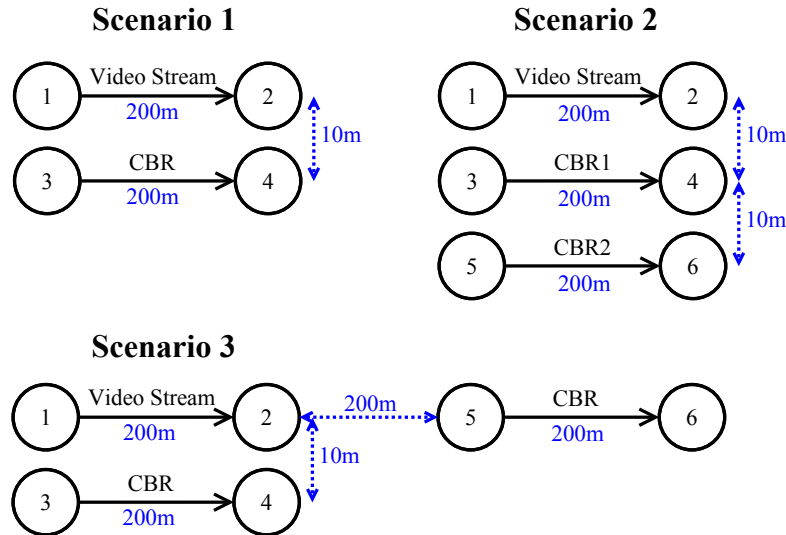 Scenario 1
Video Stream
1
2
200m
10m
CBR
3
4
200m
Scenario 2
Video Stream
1
2
200m
10m
CBR1
3
4
200m
10m
CBR2
5
6
200m
Scenario 3
Video Stream
1
2
200m
200m
10m
CBR
5
6
200m
CBR
3
4
200m